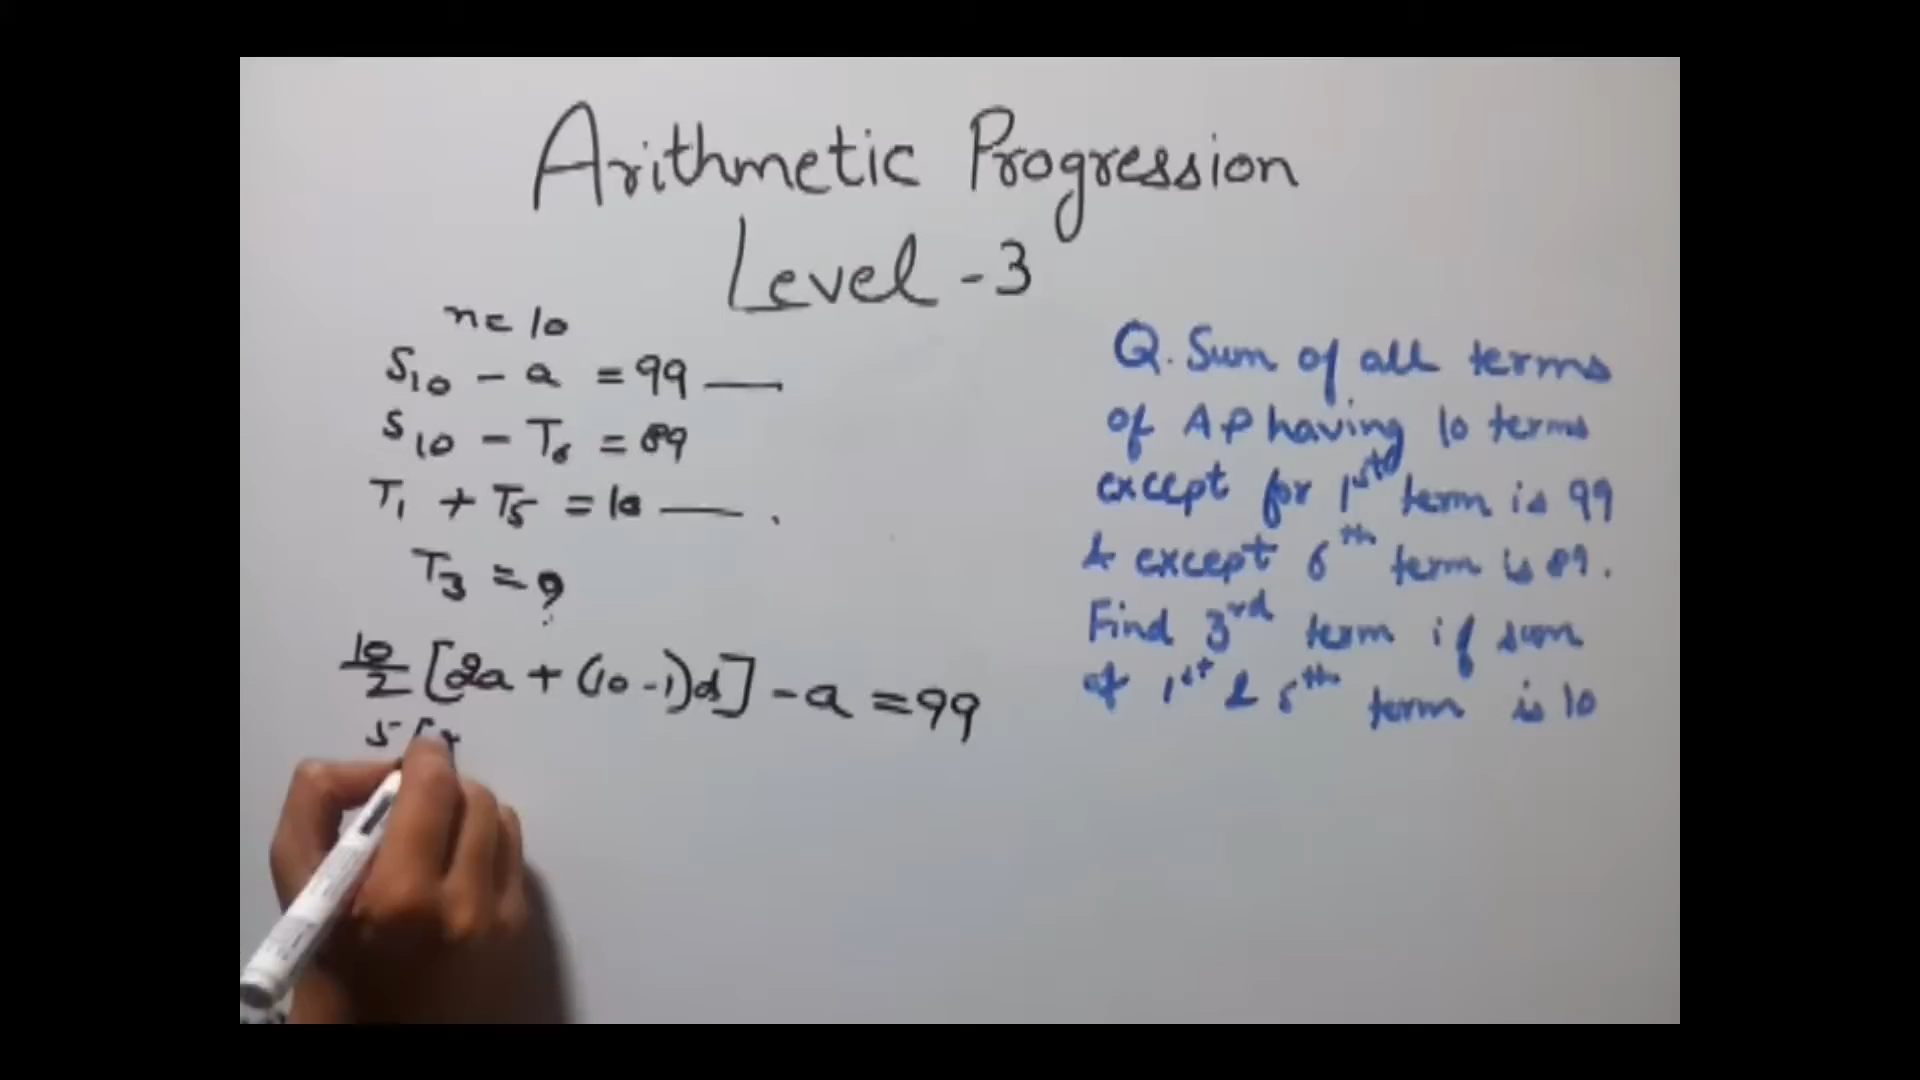 Arithmetic Progression
Level - 3
n = 10
S10 - a = 99
S10 - T6 = 89
T1 + T5 = 10
T3 = ?
10/2 [2a + (10-1)d] - a = 99
5 [
Q. Sum of all terms
of AP having 10 terms
except for 1std term is 99
& except 6th term is 89.
Find 3rd term if sum
of 1st & 5th term is 10